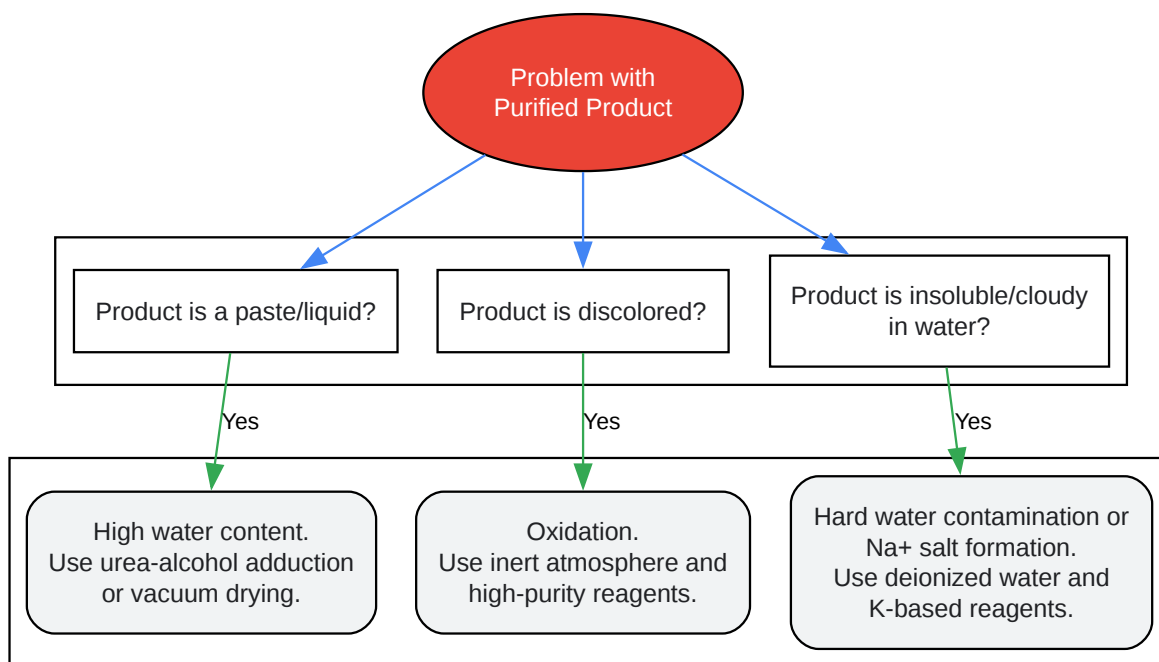 Problem with
Purified Product
Product is a paste/liquid?
Product is discolored?
Product is insoluble/cloudy
in water?
Yes
Yes
Yes
High water content.
Use urea-alcohol adduction
or vacuum drying.
Oxidation.
Use inert atmosphere and
high-purity reagents.
Hard water contamination or
Na+ salt formation.
Use deionized water and
K-based reagents.